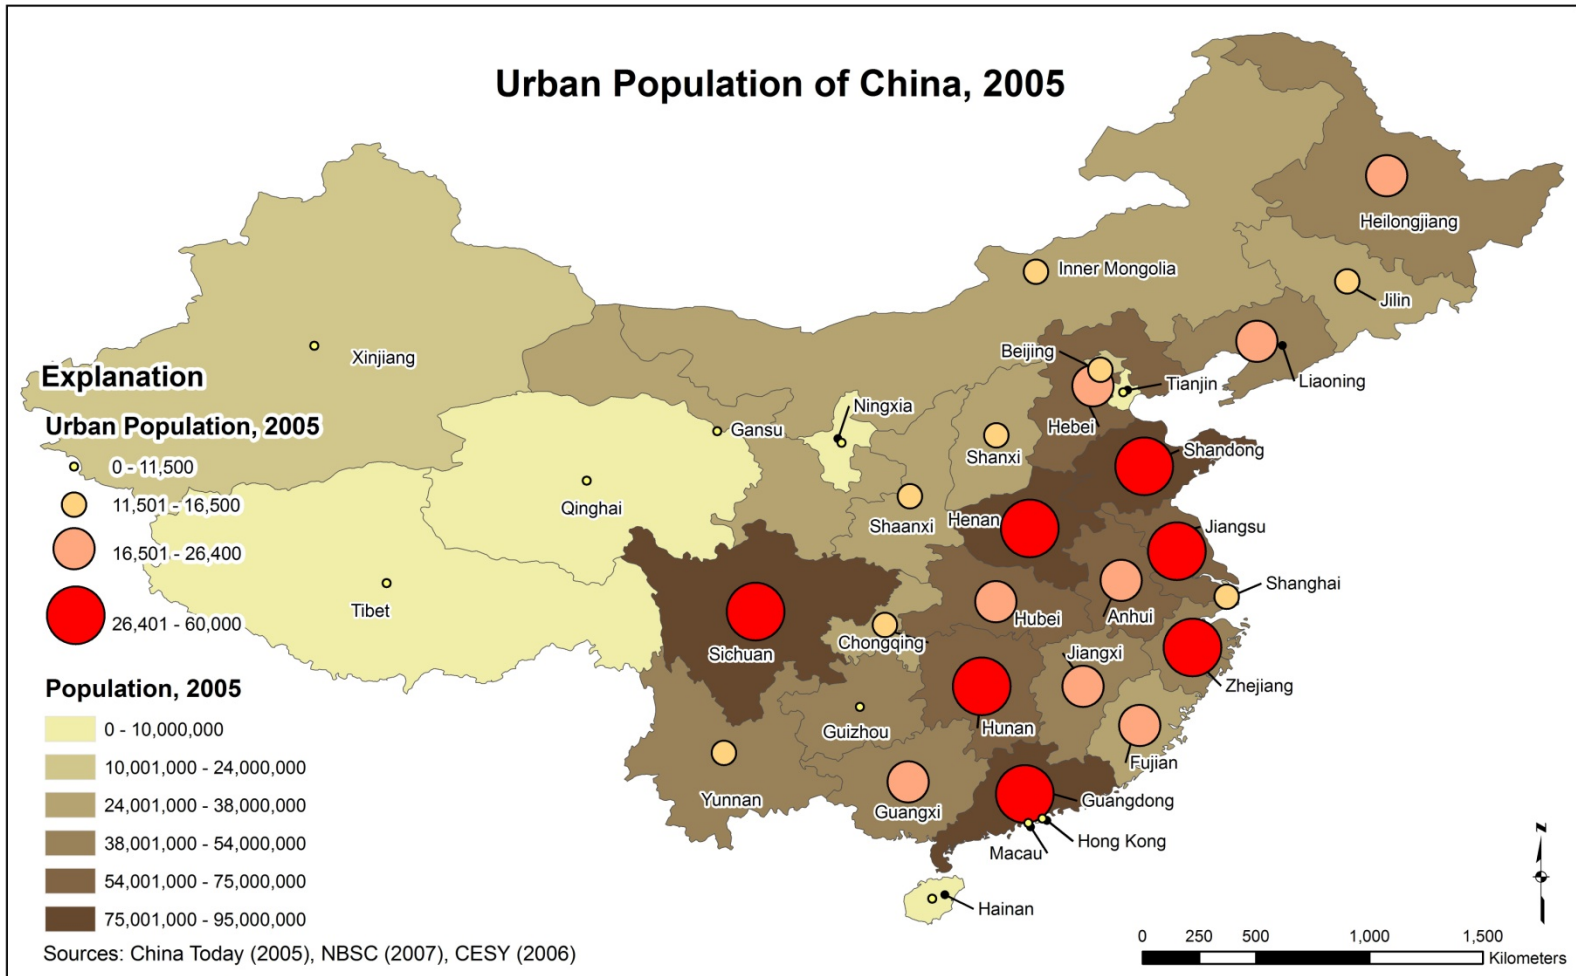 Urban Population of China, 2005
Heilongjiang
Inner Mongolia
Jilin
Xinjiang
Beijing
Tianjin
Liaoning
Explanation
Ningxia
Urban Population, 2005
Gansu
Hebei
Shanxi
Shandong
0 - 11,500
Qinghai
11,501 - 16,500
Shaanxi
Henan
Jiangsu
16,501 - 26,400
Tibet
Shanghai
26,401 - 60,000
Hubei
Anhui
Chongqing
Sichuan
Jiangxi
Zhejiang
Population, 2005
Guizhou
Hunan
0 - 10,000,000
Fujian
10,001,000 - 24,000,000
Yunnan
Guangxi
Guangdong
24,001,000 - 38,000,000
Hong Kong
Macau
38,001,000 - 54,000,000
54,001,000 - 75,000,000
Hainan
75,001,000 - 95,000,000
N
Sources: China Today (2005), NBSC (2007), CESY (2006)
0 250 500 1,000 1,500
Kilometers